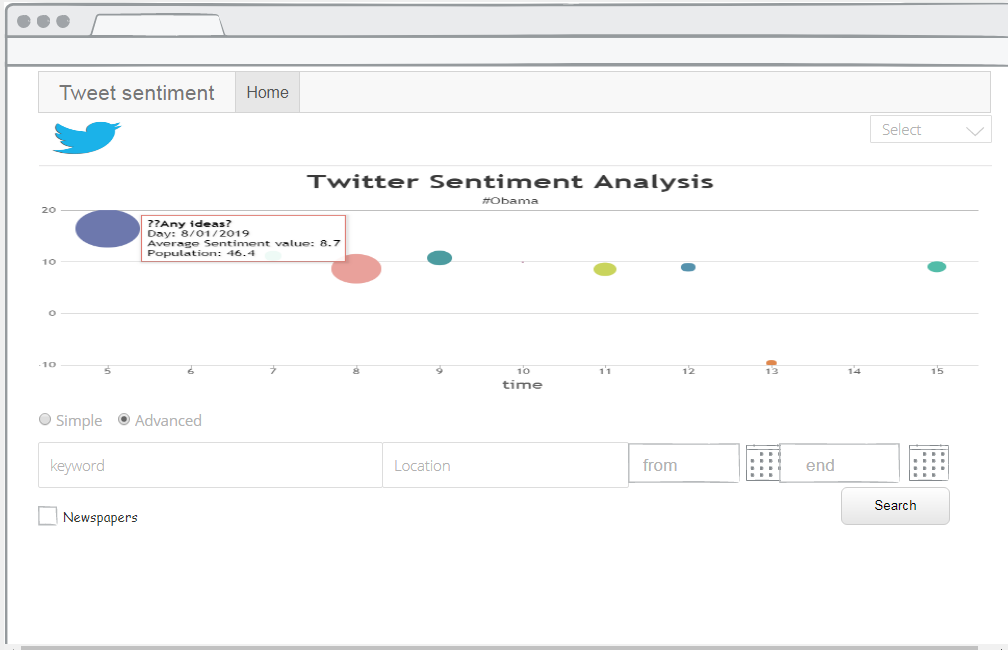 Tweet sentiment Home
Select
Twitter Sentiment Analysis
#Obama
20
??Any ideas?
Day: 8/01/2019
Average Sentiment value: 8.7
Population: 46.4
10
0
-10
5 6 7 8 9 10 11 12 13 14 15
time
Simple Advanced
keyword Location from end
Search
Newspapers